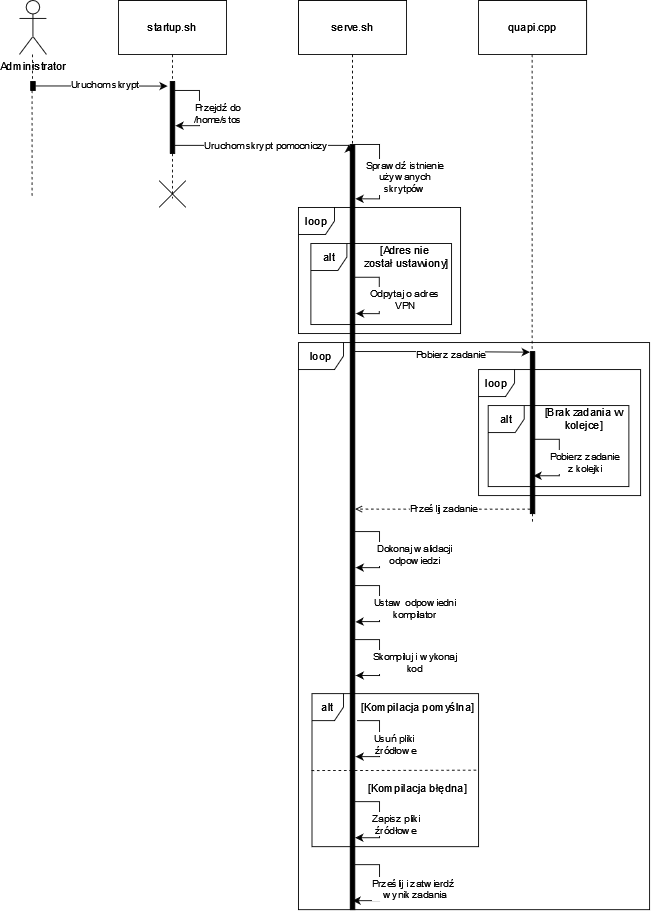 startup.sh
serve.sh
quapi.cpp
Administrator
Uruchom skrypt
Przejdź do
/home/stos
Uruchom skrypt pomocniczy
Sprawdź istnienie
używanych
skrytpów
loop
alt
[Adres nie
został ustawiony]
Odpytaj o adres
VPN
loop
Pobierz zadanie
loop
alt
[Brak zadania w
kolejce]
Pobierz zadanie
z kolejki
Prześlij zadanie
Dokonaj walidacji
odpowiedzi
Ustaw odpowiedni
kompilator
Skompiluj i wykonaj
kod
alt
[Kompilacja pomyślna]
Usuń pliki
źródłowe
[Kompilacja błędna]
Zapisz pliki
źródłowe
Prześlij i zatwierdź
wynik zadania